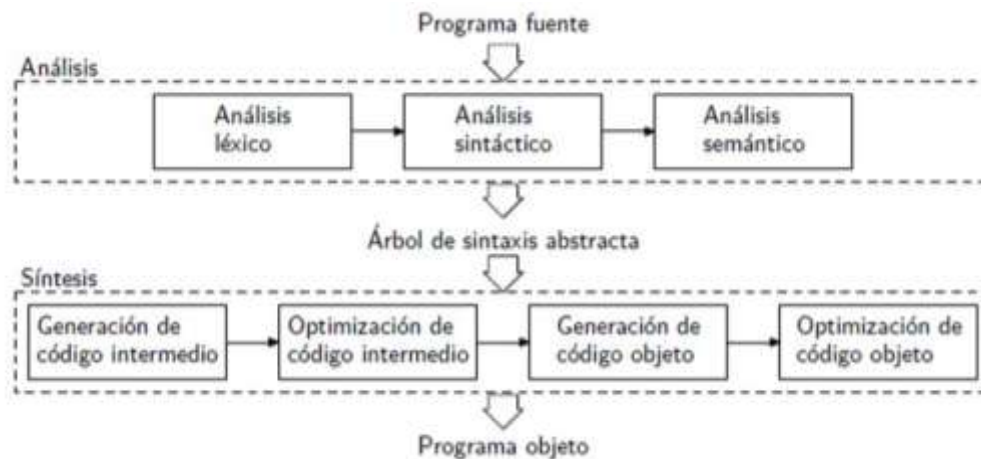 Programa fuente
Análisis
Análisis
léxico
Análisis
sintáctico
Análisis
semántico
Árbol de sintaxis abstracta
Síntesis
Generación de
código intermedio
Optimización de
código intermedio
Generación de
código objeto
Optimización de
código objeto
Programa objeto